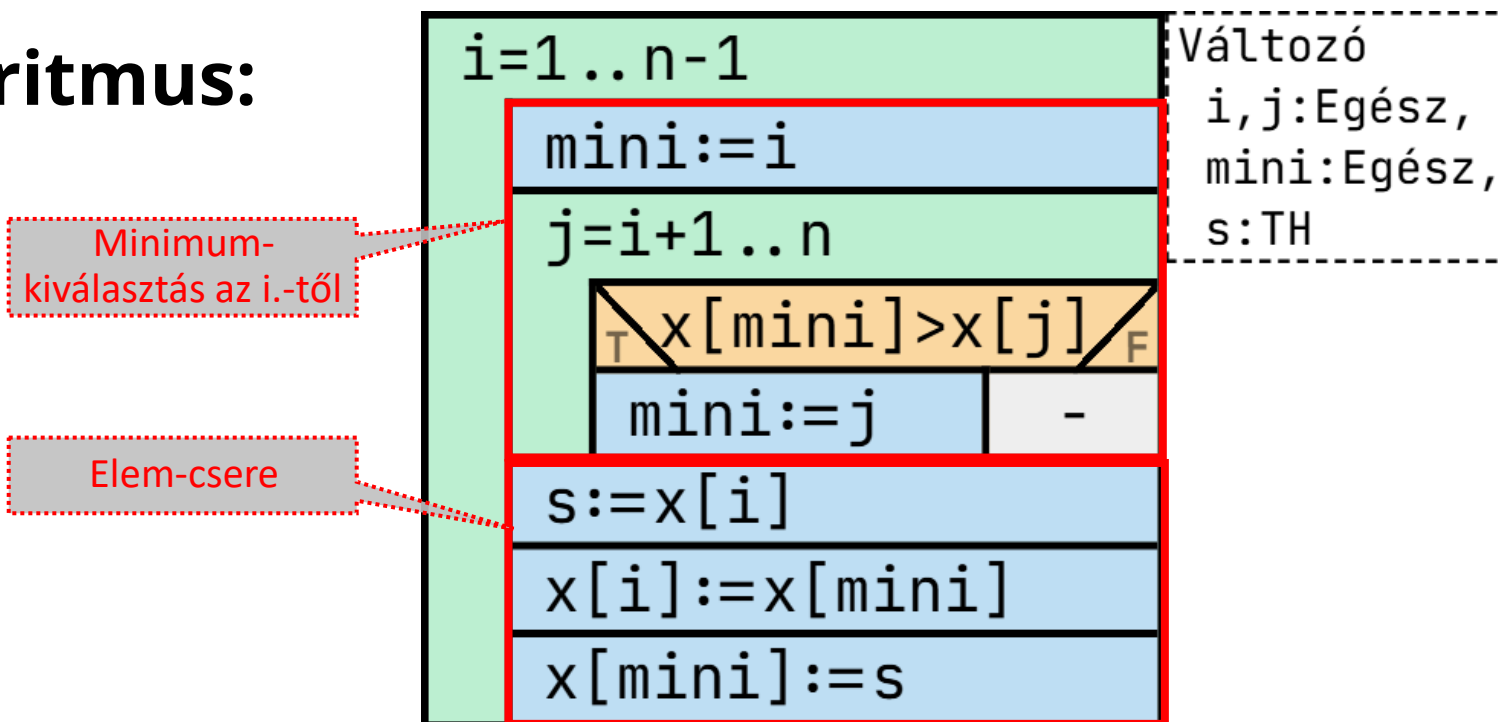 ritmus:
i=1..n-1
Változó
i,j:Egész,
mini:Egész,
s:TH
mini:=i
Minimum-
kiválasztás az i.-től
j=i+1..n
x[mini]>x[j]
T
F
mini:=j
-
Elem-csere
s:=x[i]
x[i]:=x[mini]
x[mini]:=s